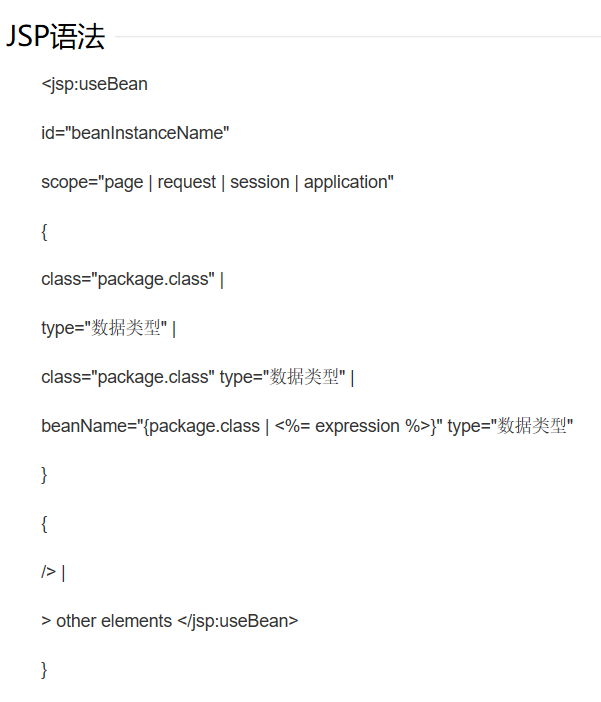 JSP语法
<jsp:useBean
id="beanInstanceName"
scope="page | request | session | application"
{
class="package.class" |
type="数据类型" |
class="package.class" type="数据类型" |
beanName="{package.class | <%= expression %>}" type="数据类型"
}
{
/> |
> other elements </jsp:useBean>
}